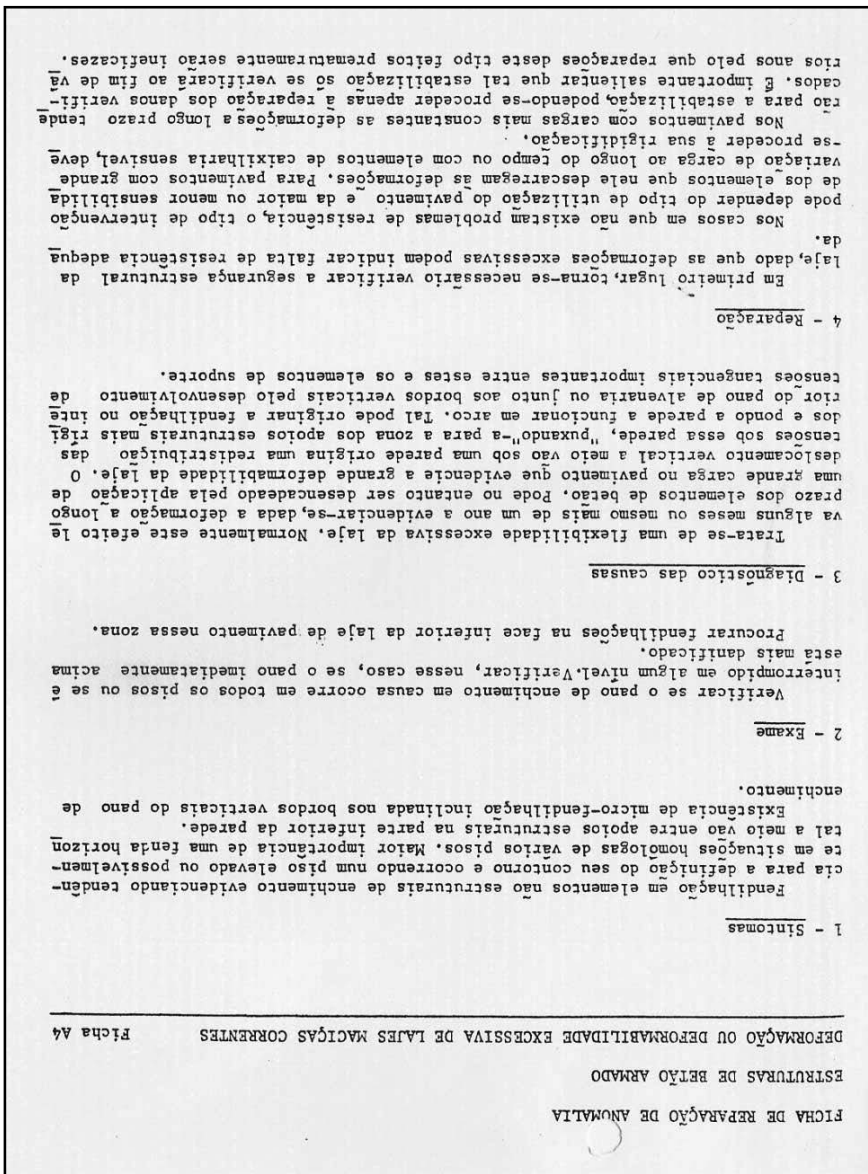 FICHA DE REPARAÇÃO DE ANOMALIA
ESTRUTURAS DE BETÃO ARMADO
DEFORMAÇÃO OU DEFORMABILIDADE EXCESSIVA DE LAJES MACIÇAS CORRENTES Ficha A4
1 - Sintomas
Fendilhação em elementos não estruturais de enchimento evidenciando tendên-
cia para a definição do seu contorno e ocorrendo num piso elevado ou possivelmen-
te em situações homólogas de vários pisos. Maior importância de uma fenda horizon
tal a meio vão entre apoios estruturais na parte inferior da parede.
Existência de micro-fendilhação inclinada nos bordos verticais do pano de
enchimento.
2 - Exame
Verificar se o pano de enchimento em causa ocorre em todos os pisos ou se é
interrompido em algum nível. Verificar, nesse caso, se o pano imediatamente acima
está mais danificado.
Procurar fendilhações na face inferior da laje de pavimento nessa zona.
3 - Diagnóstico das causas
Trata-se de uma flexibilidade excessiva da laje. Normalmente este efeito le
va alguns meses ou mesmo mais de um ano a evidenciar-se, dada a deformação a longo
prazo dos elementos de betão. Pode no entanto ser desencadeado pela aplicação de
uma grande carga no pavimento que evidencie a grande deformabilidade da laje. O
deslocamento vertical a meio vão sob uma parede origina uma redistribuição das
tensões sob essa parede, "puxando"-a para a zona dos apoios estruturais mais rígi
dos e pondo a parede a funcionar em arco. Tal pode originar a fendilhação no inte
rior do pano de alvenaria ou junto aos bordos verticais pelo desenvolvimento de
tensões tangenciais importantes entre estes e os elementos de suporte.
4 - Reparação
Em primeiro lugar, torna-se necessário verificar a segurança estrutural da
laje, dado que as deformações excessivas podem indicar falta de resistência adequa
da.
Nos casos em que não existam problemas de resistência, o tipo de intervenção
pode depender do tipo de utilização do pavimento e da maior ou menor sensibilida
de dos elementos que nele descarregam as deformações. Para pavimentos com grande
variação de carga ao longo do tempo ou com elementos de caixilharia sensível, deve
-se proceder à sua rigidificação.
Nos pavimentos com cargas mais constantes as deformações a longo prazo tende
rão para a estabilização, podendo-se proceder apenas à reparação dos danos verifi-
cados. É importante salientar que tal estabilização só se verificará ao fim de vá
rios anos pelo que reparações deste tipo feitos prematuramente serão ineficazes.